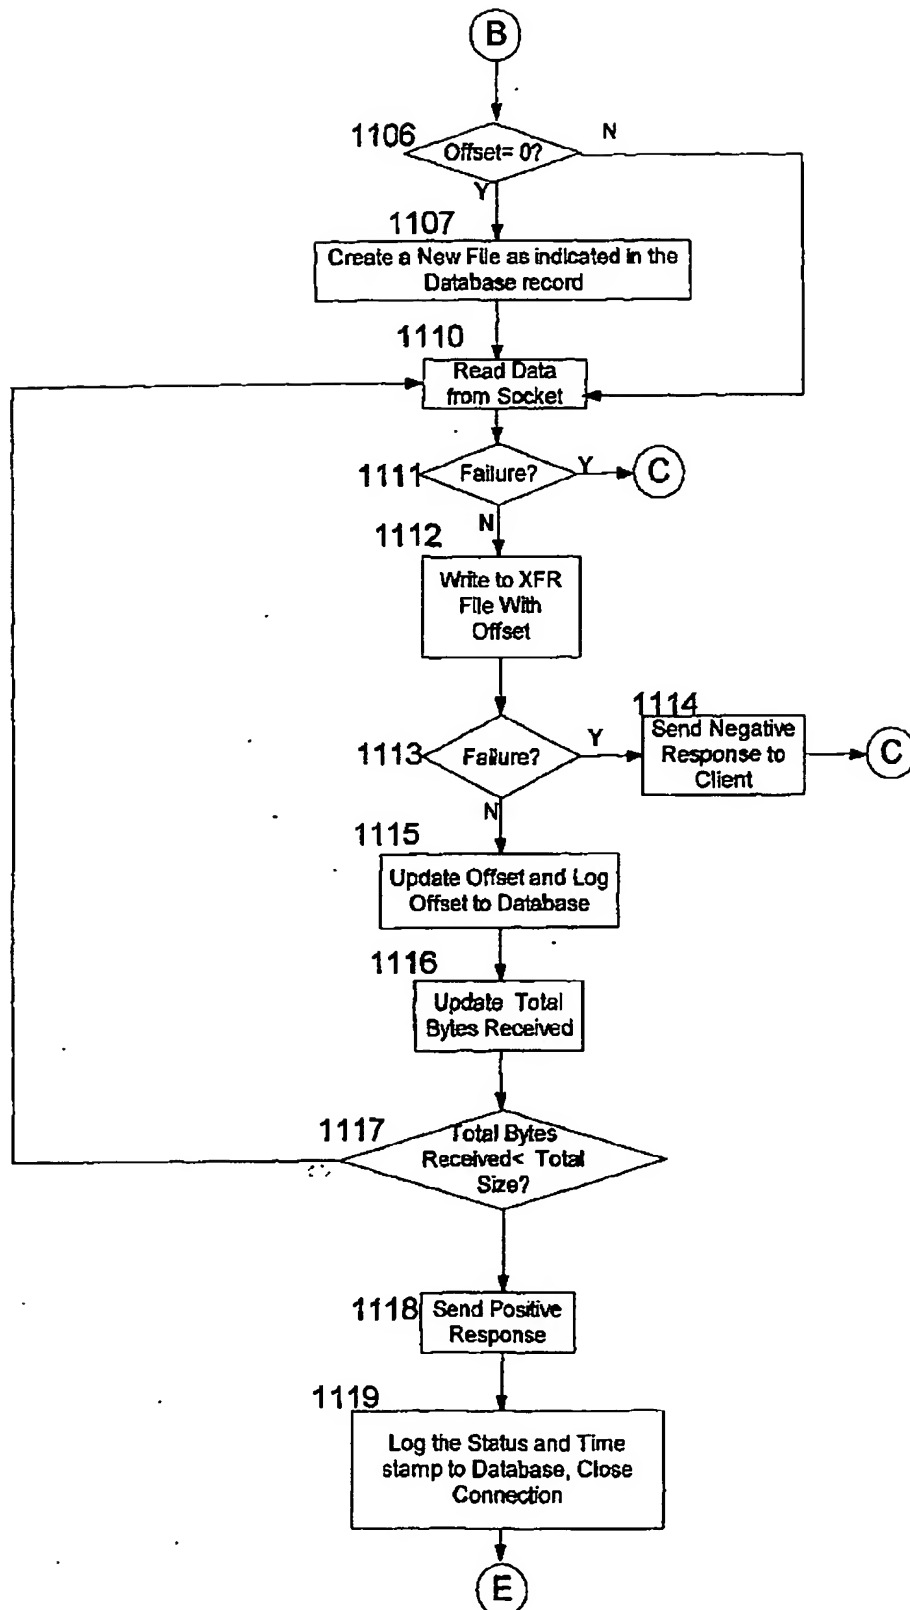 B
1106
Offset= 0?
N
Y
1107
Create a New File as indicated in the
Database record
1110
Read Data
from Socket
1111
Failure?
Y
C
N
1112
Write to XFR
File With
Offset
1113
Failure?
Y
1114
Send Negative
Response to
Client
C
N
1115
Update Offset and Log
Offset to Database
1116
Update Total
Bytes Received
1117
Total Bytes
Received< Total
Size?
1118
Send Positive
Response
1119
Log the Status and Time
stamp to Database, Close
Connection
E